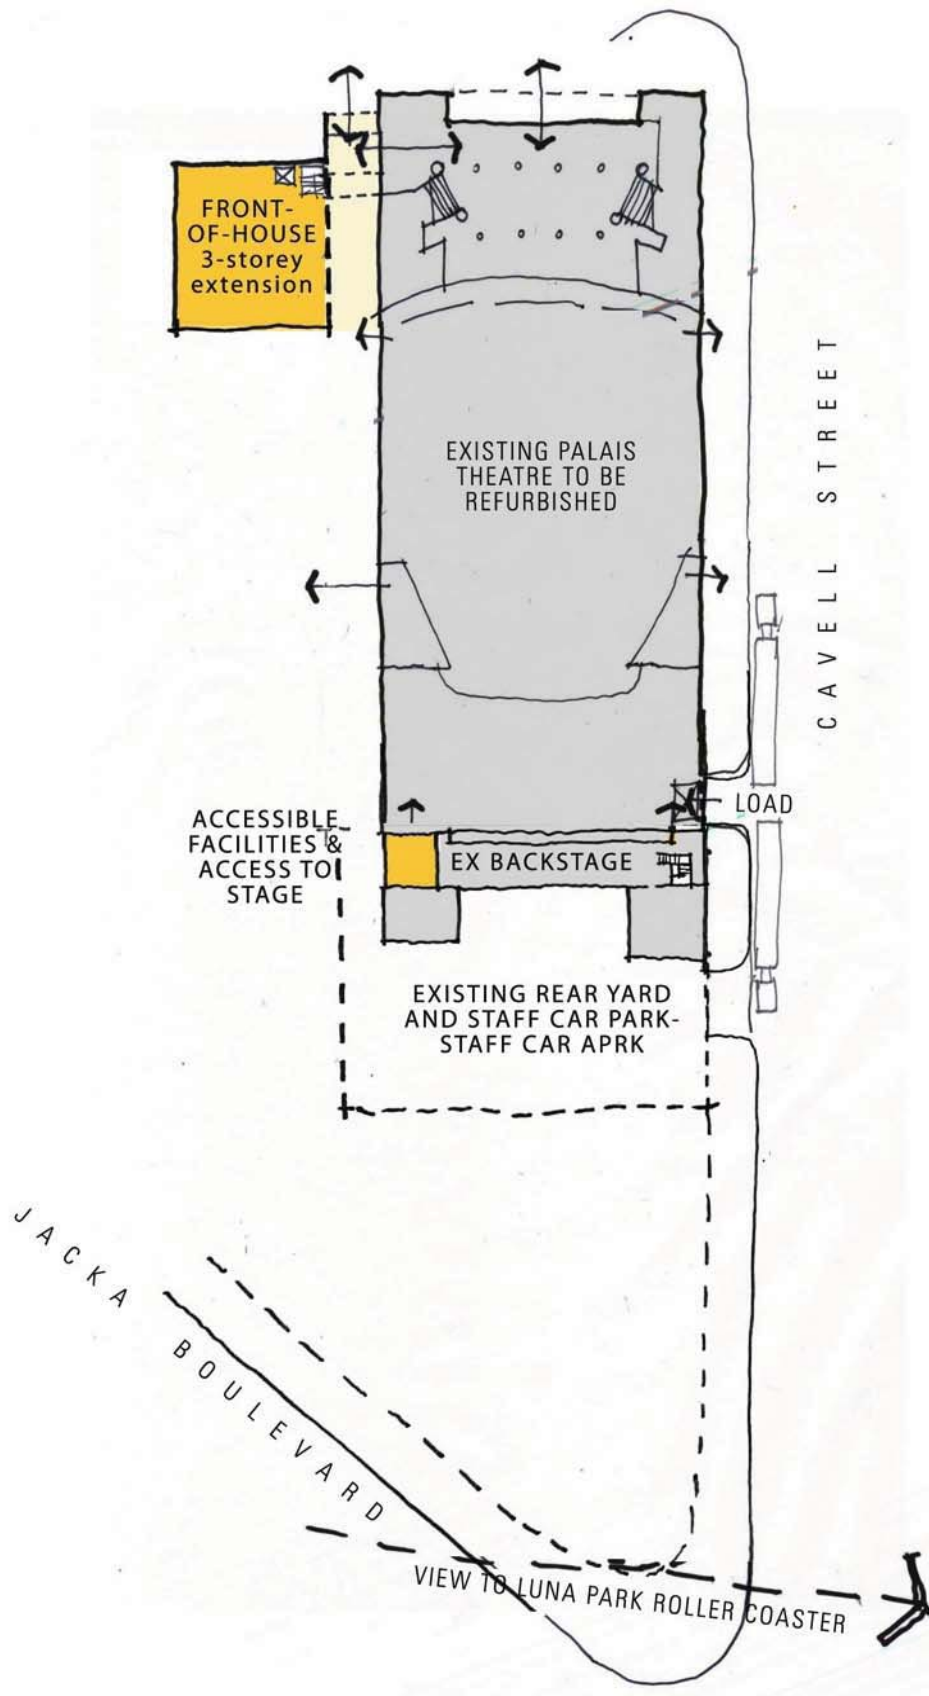 FRONT-
OF-HOUSE
3-storey
extension
EXISTING PALAIS
THEATRE TO BE
REFURBISHED
CAVELL STREET
LOAD
ACCESSIBLE
FACILITIES &
ACCESS TO
STAGE
EX BACKSTAGE
EXISTING REAR YARD
AND STAFF CAR PARK-
STAFF CAR APRK
JACKA BOULEVARD
VIEW TO LUNA PARK ROLLER COASTER